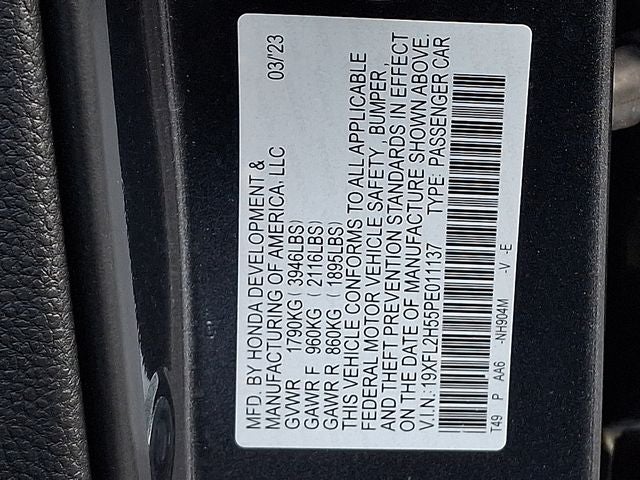 MFD. BY HONDA DEVELOPMENT &
MANUFACTURING OF AMERICA, LLC 03/23
GVWR 1790KG (3946LBS)
GAWR F 960KG (2116LBS)
GAWR R 860KG (1895LBS)
THIS VEHICLE CONFORMS TO ALL APPLICABLE
FEDERAL MOTOR VEHICLE SAFETY, BUMPER,
AND THEFT PREVENTION STANDARDS IN EFFECT
ON THE DATE OF MANUFACTURE SHOWN ABOVE.
V.I.N.: 19XFL2H55PE011137 TYPE: PASSENGER CAR
T49 P AA6 -NH904M -V -E